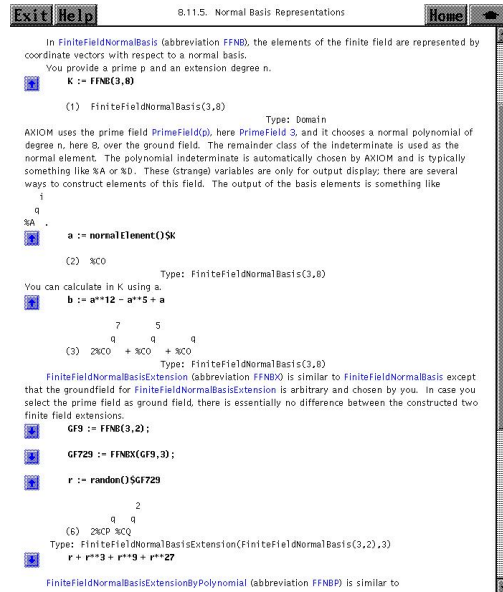 Exit Help 8.11.5. Normal Basis Representations Home
In FiniteFieldNormalBasis (abbreviation FFNB), the elements of the finite field are represented by
coordinate vectors with respect to a normal basis.
You provide a prime p and an extension degree n.
K := FFNB(3,8)
(1) FiniteFieldNormalBasis(3,8)
Type: Domain
AXIOM uses the prime field PrimeField(p), here PrimeField 3, and it chooses a normal polynomial of
degree n, here 8, over the ground field. The remainder class of the indeterminate is used as the
normal element. The polynomial indeterminate is automatically chosen by AXIOM and is typically
something like %A or %D. These (strange) variables are only for output display; there are several
ways to construct elements of this field. The output of the basis elements is something like
i
q
%A .
a := normalElement()$K
(2) %CO
Type: FiniteFieldNormalBasis(3,8)
You can calculate in K using a.
b := a**12 - a**5 + a
7 5
q q q
(3) 2%CO + %CO + %CO
Type: FiniteFieldNormalBasis(3,8)
FiniteFieldNormalBasisExtension (abbreviation FFNBX) is similar to FiniteFieldNormalBasis except
that the groundfield for FiniteFieldNormalBasisExtension is arbitrary and chosen by you. In case you
select the prime field as ground field, there is essentially no difference between the constructed two
finite field extensions.
GF9 := FFNB(3,2);
GF729 := FFNBX(GF9,3);
r := random()$GF729
2
q q
(6) 2%CP %CQ
Type: FiniteFieldNormalBasisExtension(FiniteFieldNormalBasis(3,2),3)
r + r**3 + r**9 + r**27
FiniteFieldNormalBasisExtensionByPolynomial (abbreviation FFNBP) is similar to